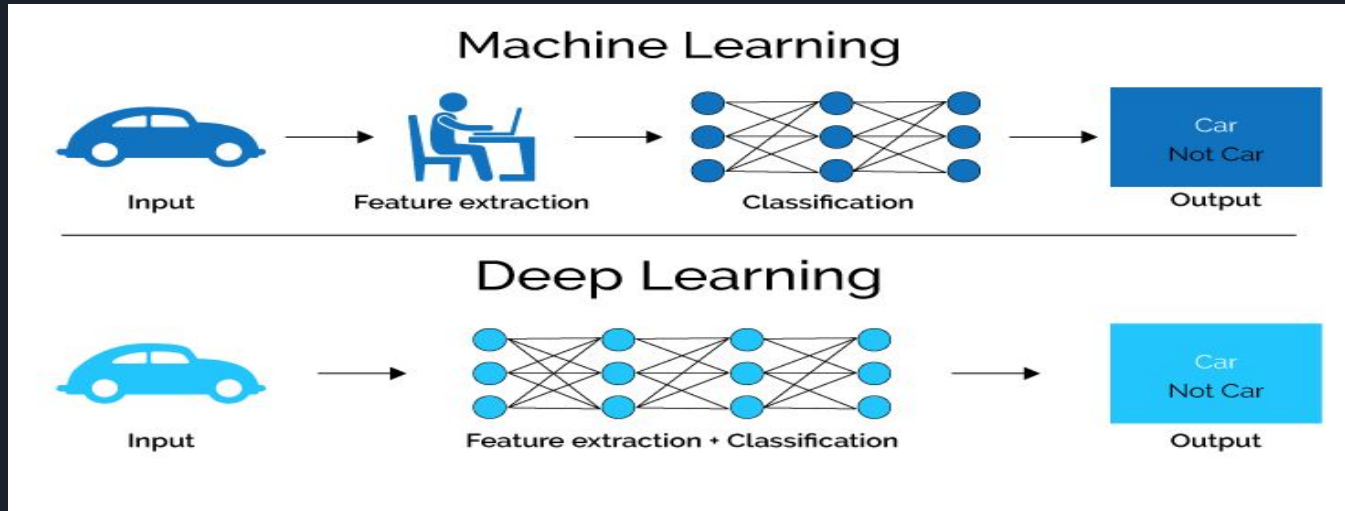 Machine Learning
Car
Not Car
Input
Feature extraction
Classification
Output
Deep Learning
Car
Not Car
Input
Feature extraction + Classification
Output